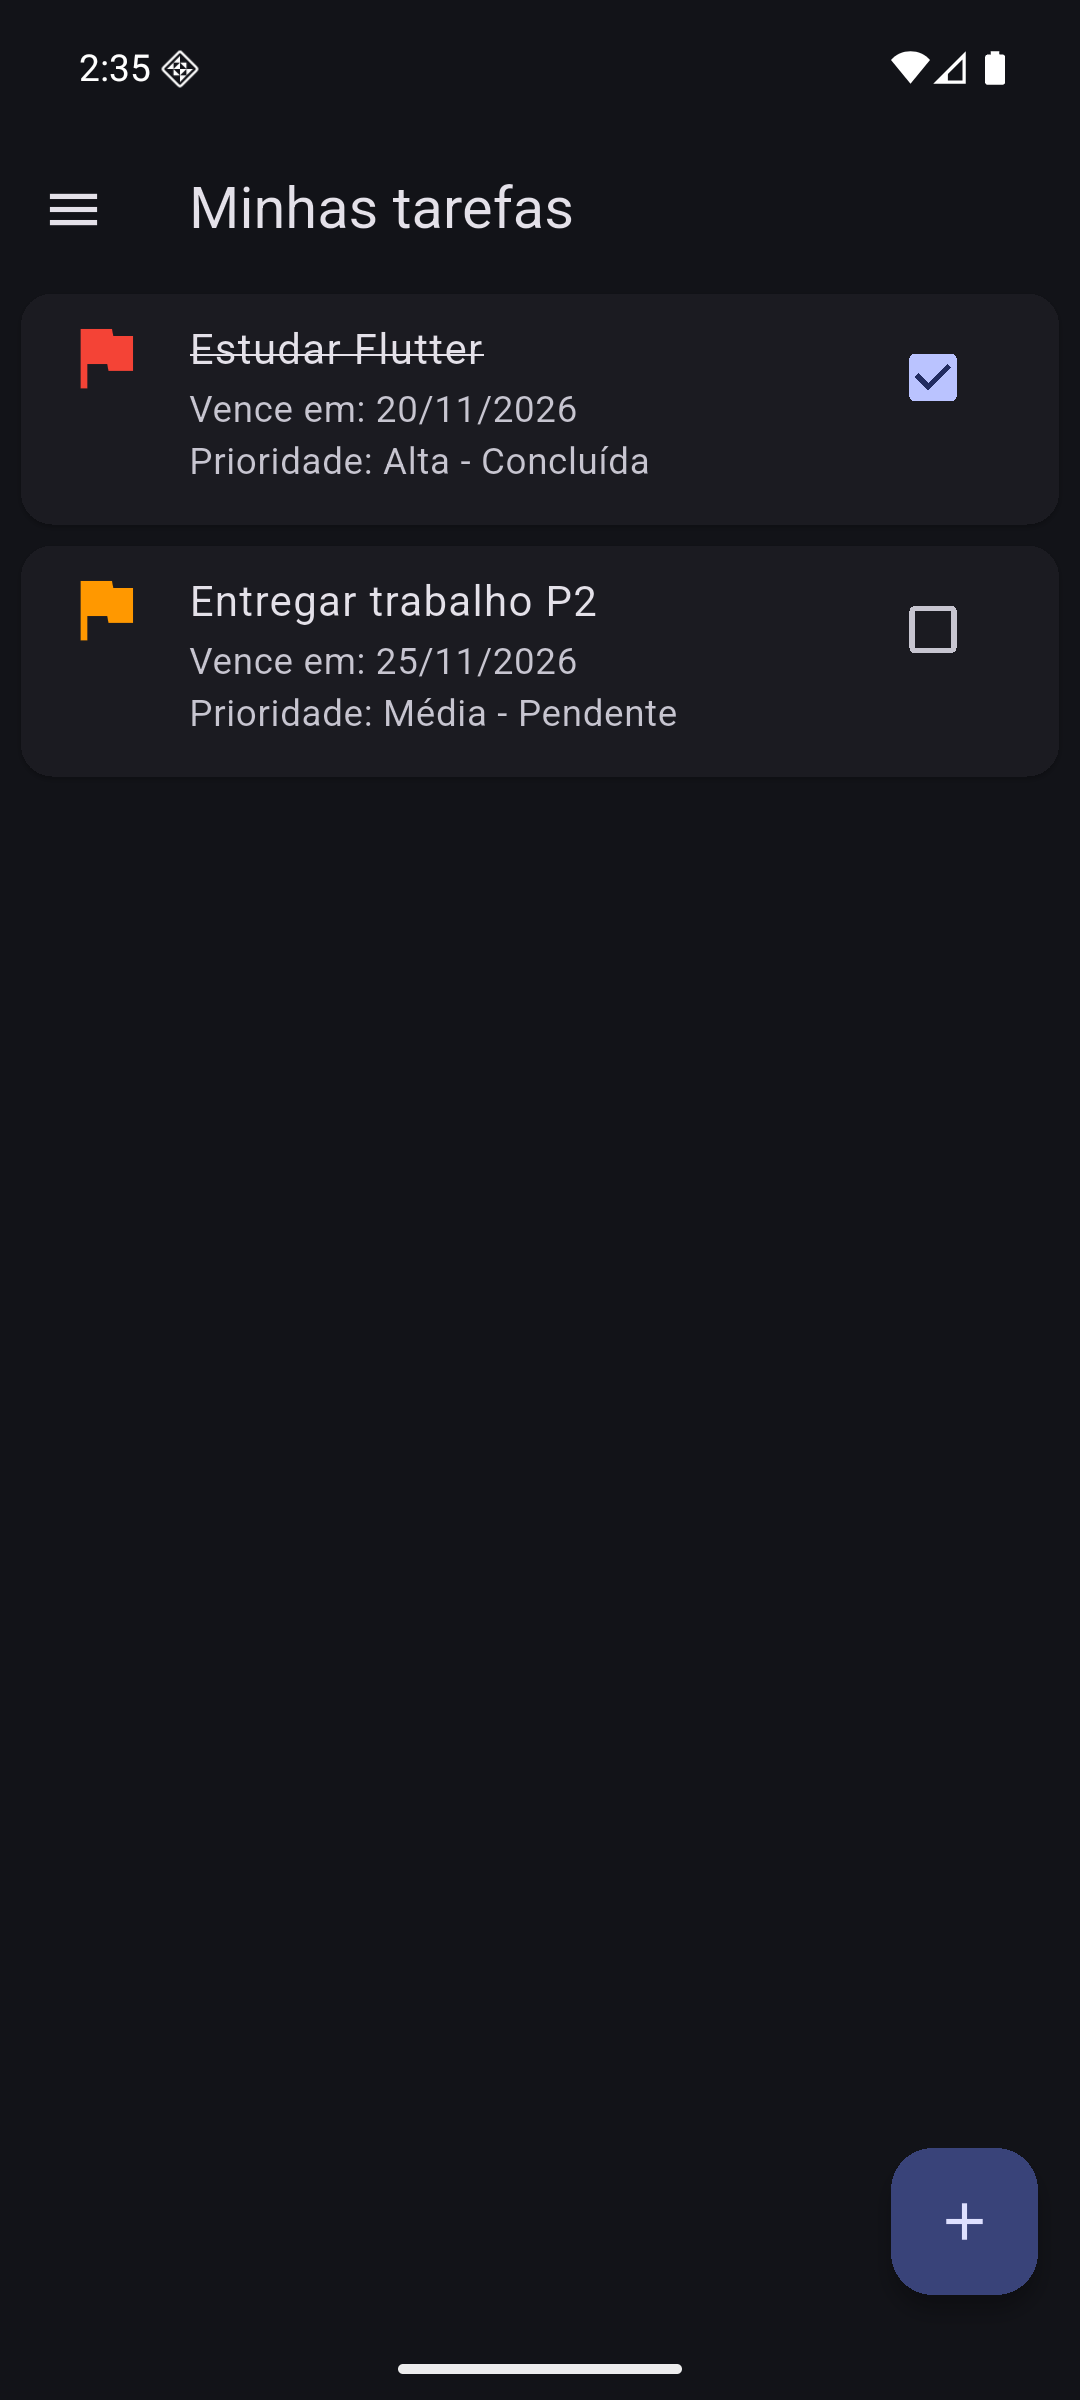 2:35
Minhas tarefas
Estudar Flutter
Vence em: 20/11/2026
Prioridade: Alta - Concluída
Entregar trabalho P2
Vence em: 25/11/2026
Prioridade: Média - Pendente